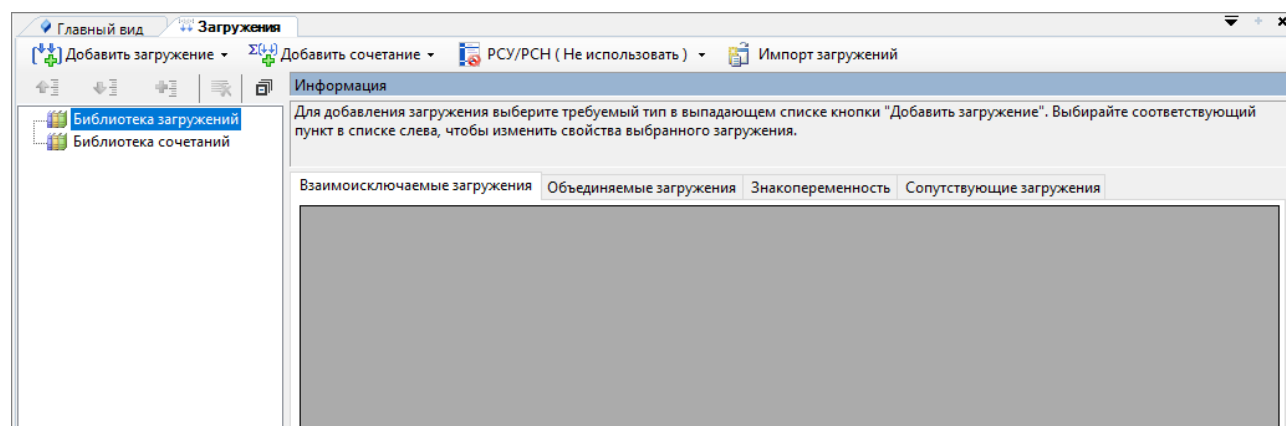 Главный вид Загружения
Добавить загружение Добавить сочетание РСУ/РСН ( Не использовать ) Импорт загружений
Информация
Библиотека загружений
Библиотека сочетаний
Для добавления загружения выберите требуемый тип в выпадающем списке кнопки "Добавить загружение". Выбирайте соответствующий
пункт в списке слева, чтобы изменить свойства выбранного загружения.
Взаимоисключаемые загружения Объединяемые загружения Знакопеременность Сопутствующие загружения